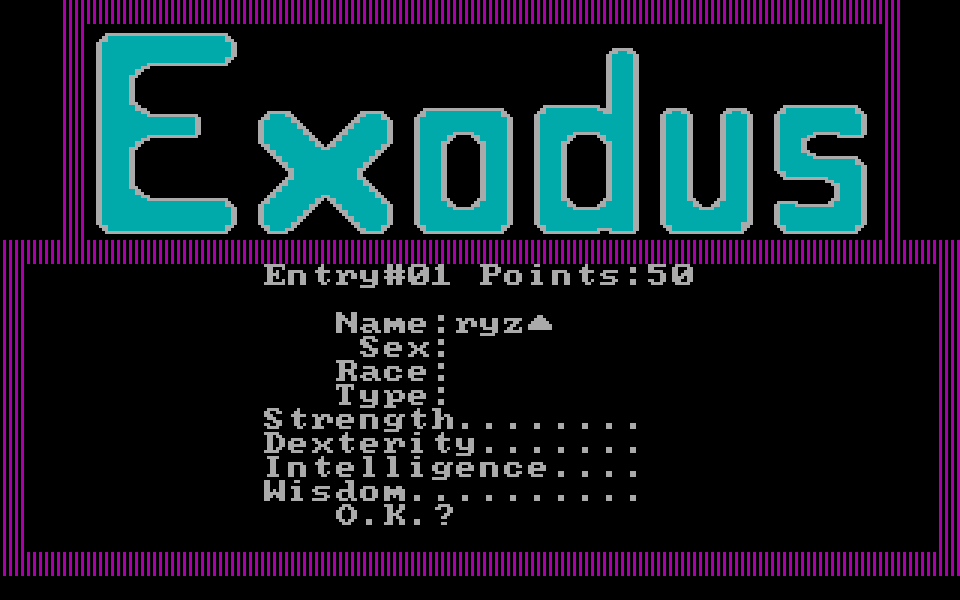 Exodus
Entry#01 Points:50
Name:ryz
Sex:
Race:
Type:
Strength........
Dexterity.......
Intelligence....
Wisdom..........
O.K.?